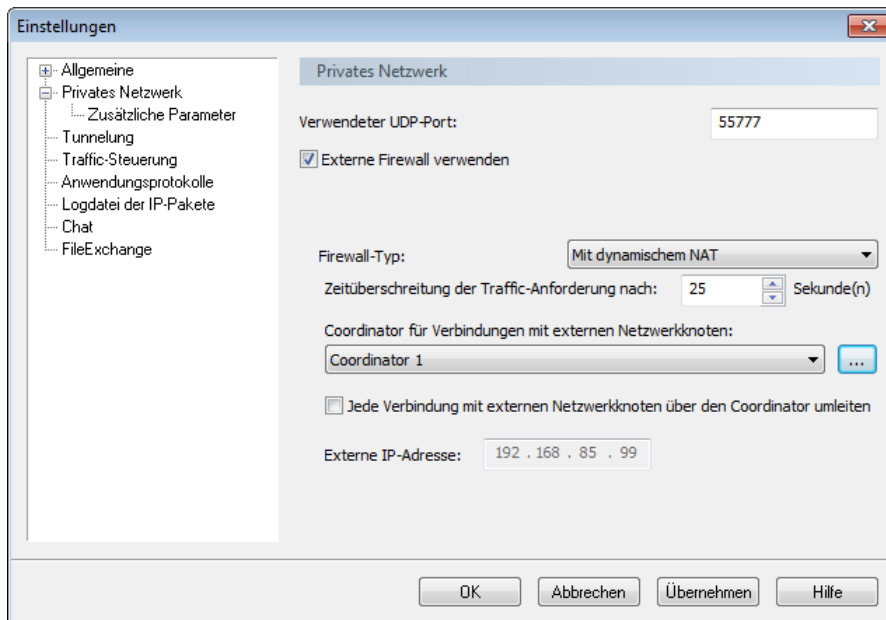 Einstellungen
Allgemeine
Privates Netzwerk
Zusätzliche Parameter
Tunnelung
Traffic-Steuerung
Anwendungsprotokolle
Logdatei der IP-Pakete
Chat
FileExchange
Privates Netzwerk
Verwendeter UDP-Port: 55777
Externe Firewall verwenden
Firewall-Typ: Mit dynamischem NAT
Zeitüberschreitung der Traffic-Anforderung nach: 25 Sekunde(n)
Coordinator für Verbindungen mit externen Netzwerkknoten:
Coordinator 1 ...
Jede Verbindung mit externen Netzwerkknoten über den Coordinator umleiten
Externe IP-Adresse: 192 . 168 . 85 . 99
OK Abbrechen Übernehmen Hilfe